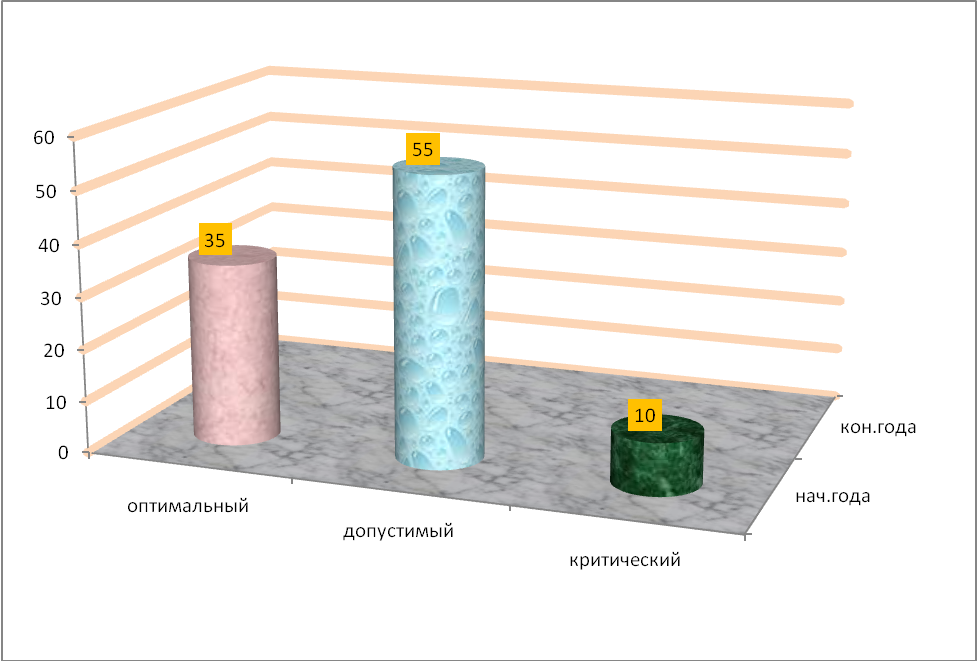 60
50
40
30
20
10
0
35
55
10
оптимальный
допустимый
критический
нач.года
кон.года